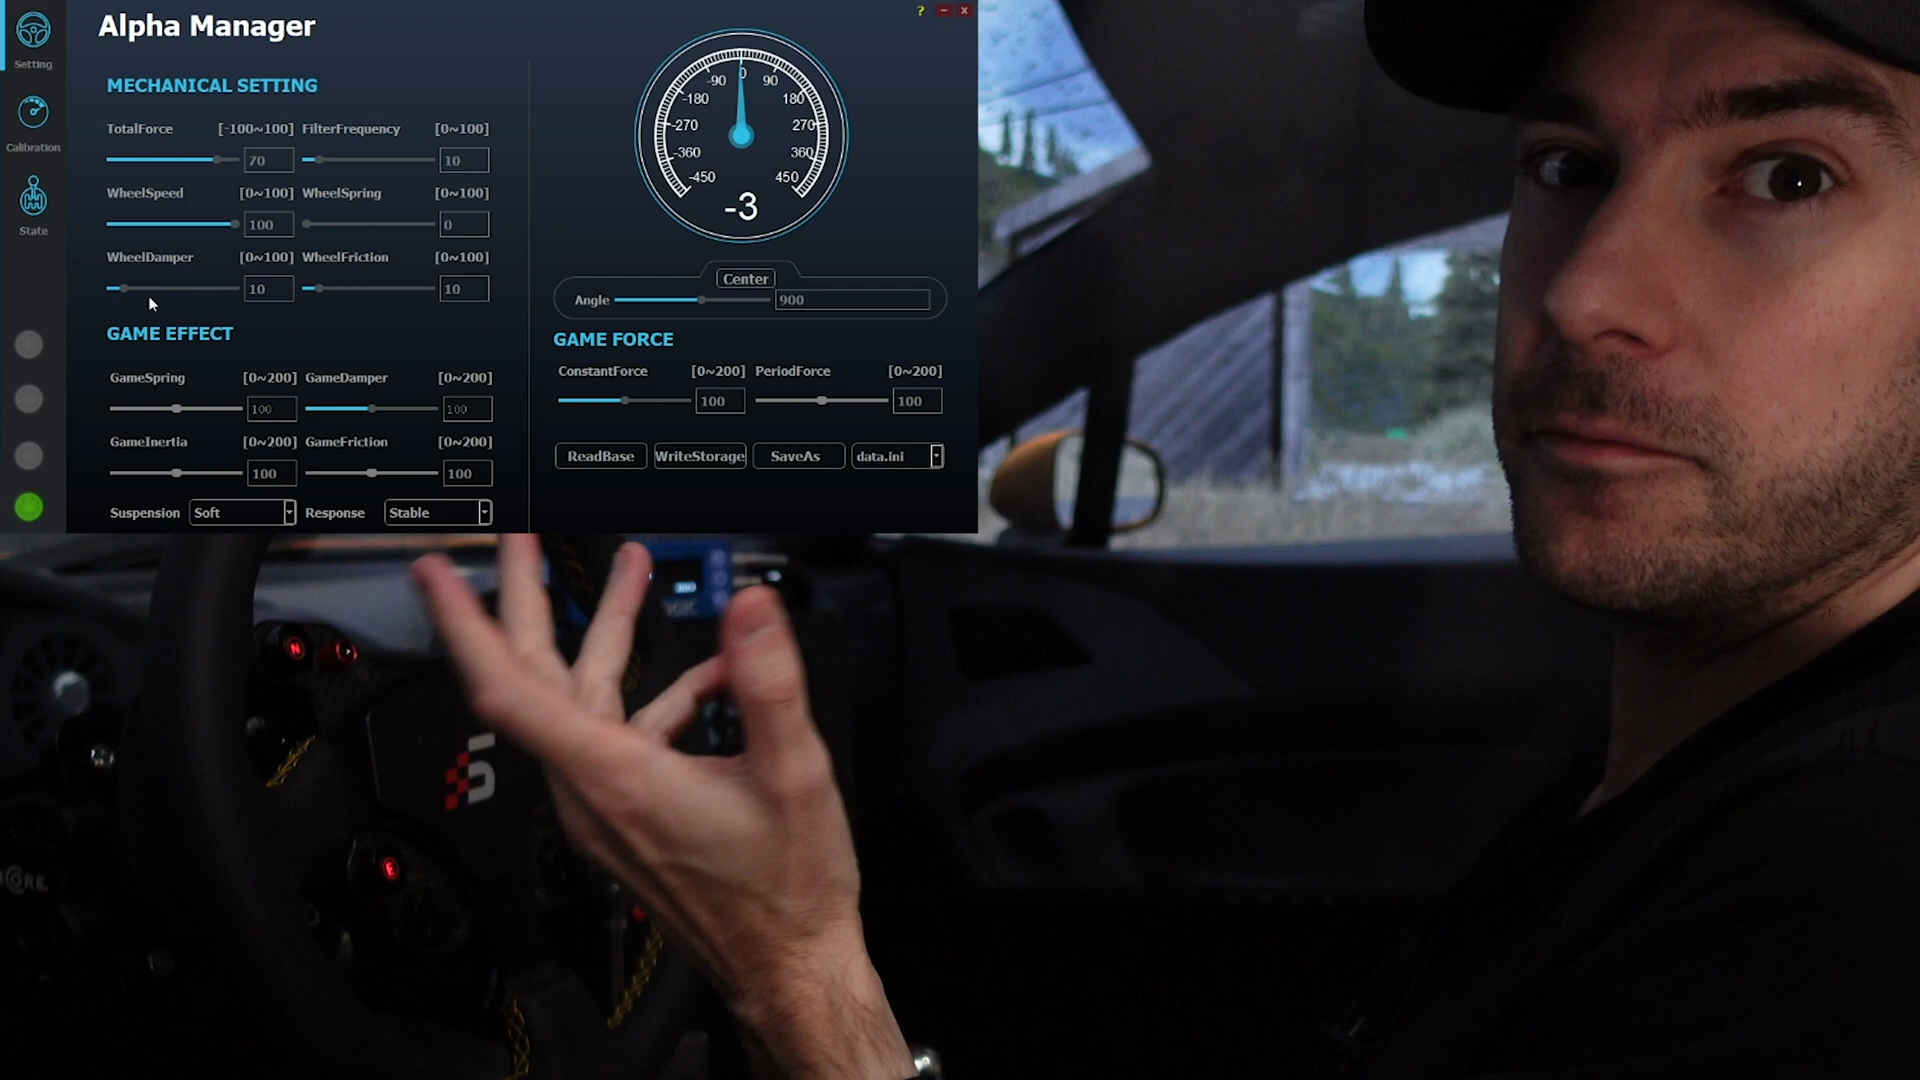 Alpha Manager
? – x
Setting
Calibration
State
MECHANICAL SETTING
TotalForce [-100~100] FilterFrequency [0~100]
70 10
WheelSpeed [0~100] WheelSpring [0~100]
100 0
WheelDamper [0~100] WheelFriction [0~100]
10 10
GAME EFFECT
GameSpring [0~200] GameDamper [0~200]
100 100
GameInertia [0~200] GameFriction [0~200]
100 100
Suspension Soft Response Stable
0
-90 90
-180 180
-270 270
-360 360
-450 450
-3
Center
Angle 900
GAME FORCE
ConstantForce [0~200] PeriodForce [0~200]
100 100
ReadBase WriteStorage SaveAs data.ini
N